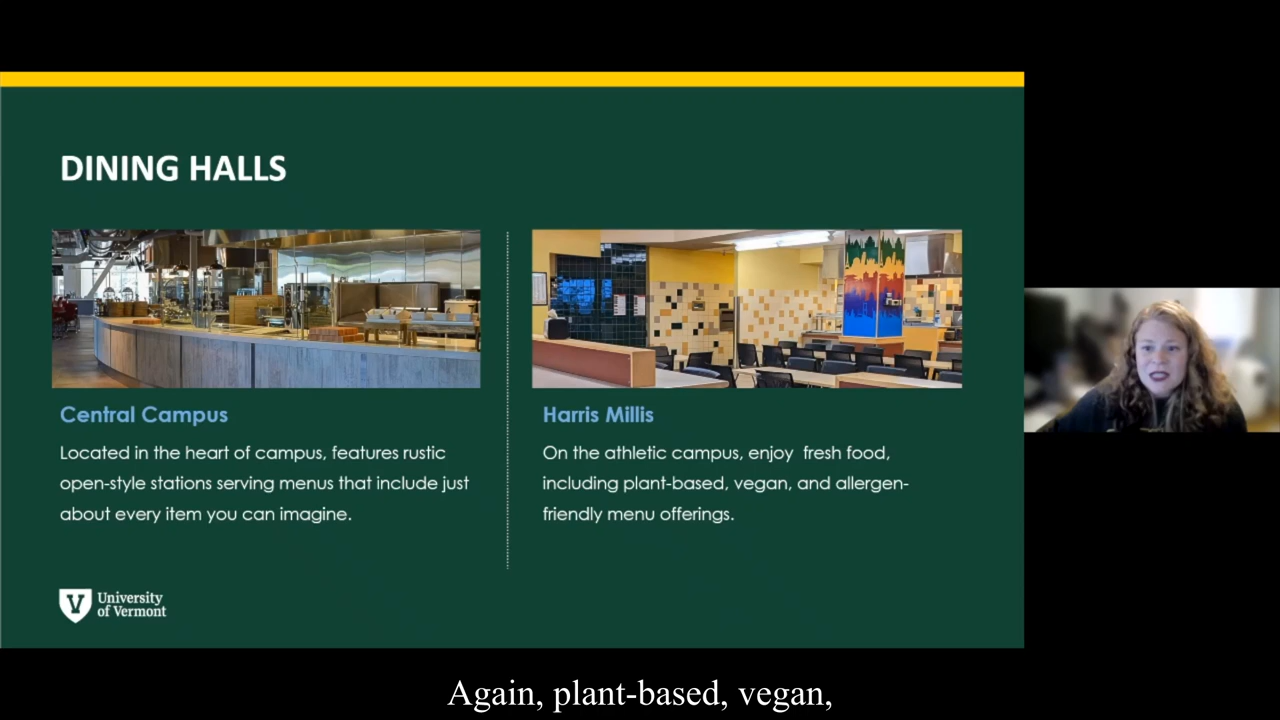 DINING HALLS
Central Campus
Located in the heart of campus, features rustic
open-style stations serving menus that include just
about every item you can imagine.
Harris Millis
On the athletic campus, enjoy  fresh food,
including plant-based, vegan, and allergen-
friendly menu offerings.
University
of Vermont
Again, plant-based, vegan,